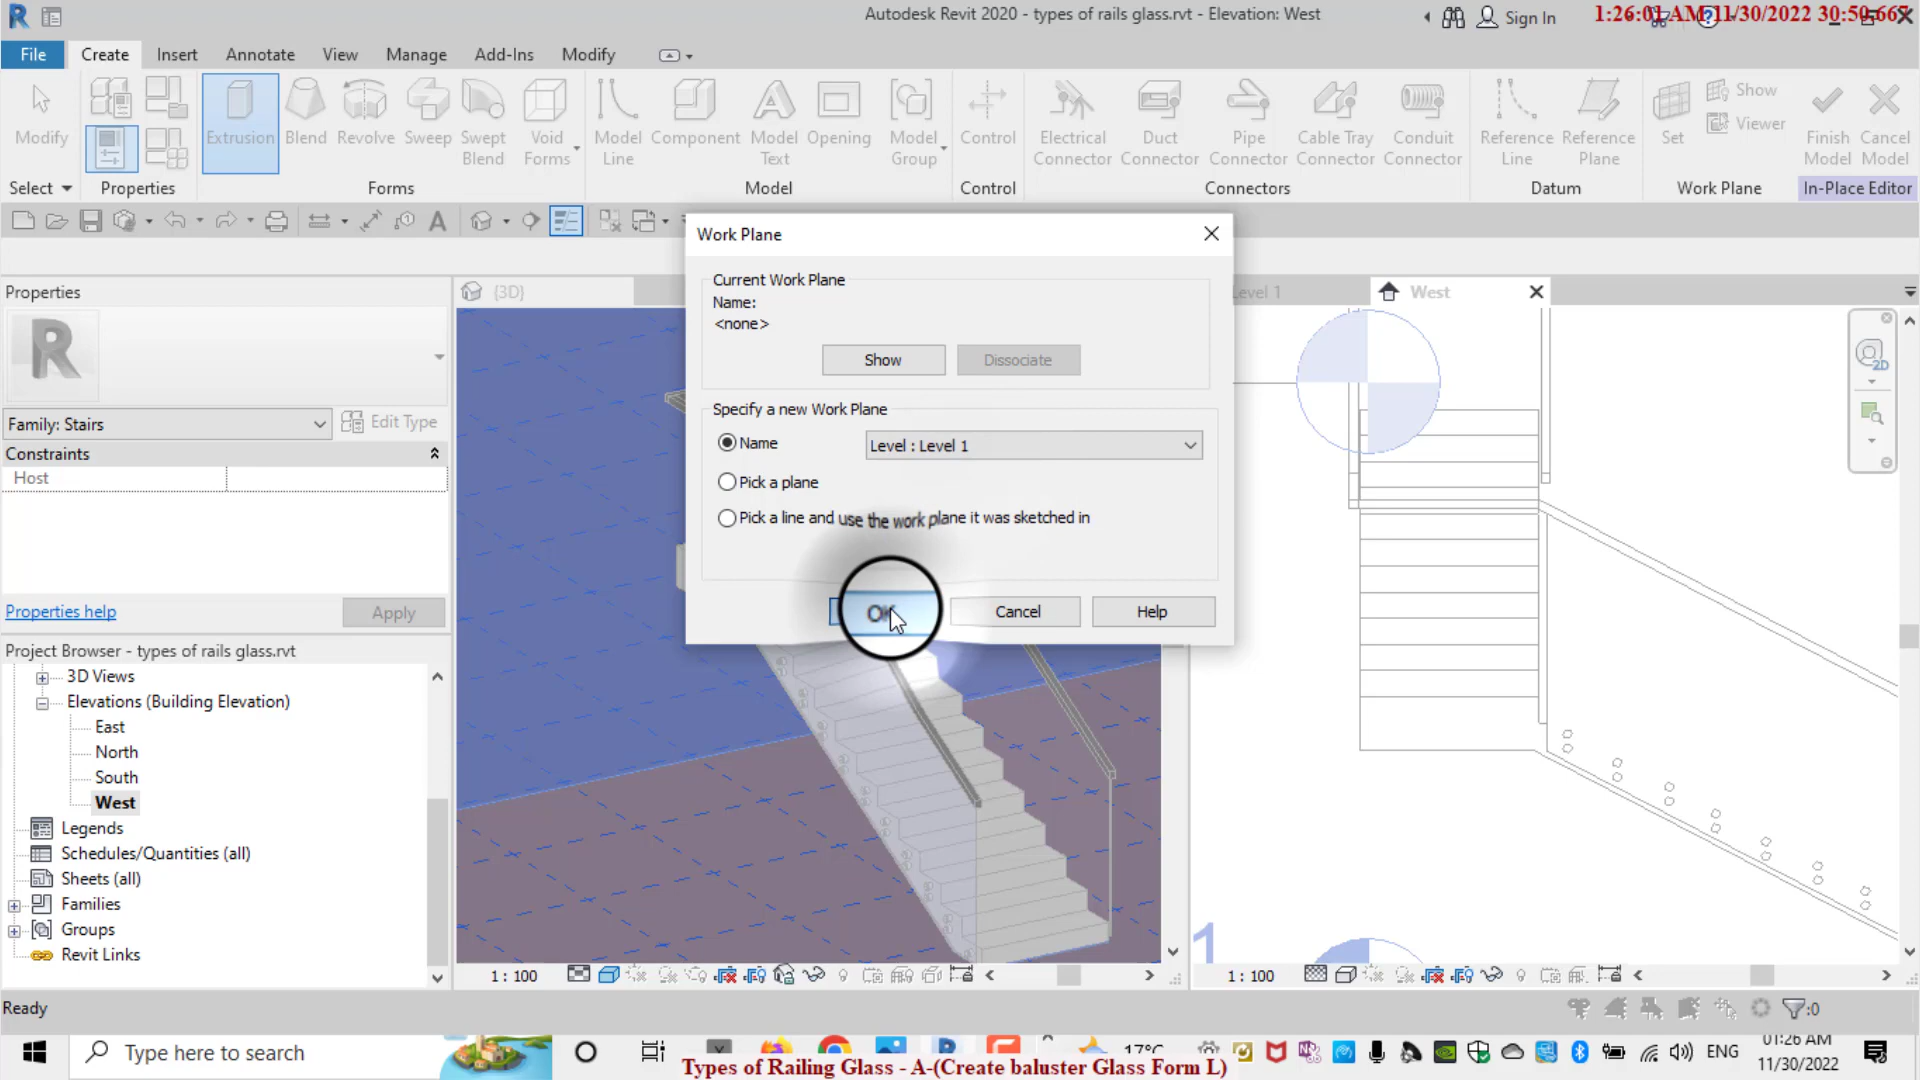 Autodesk Revit 2020 - types of rails glass.rvt - Elevation: West
Sign In
1:26:01 AM 11/30/2022 30:50:667
File Create Insert Annotate View Manage Add-Ins Modify
Modify Extrusion Blend Revolve Sweep Swept Blend Void Forms Model Line Component Model Text Opening Model Group Control Electrical Connector Duct Connector Pipe Connector Cable Tray Connector Conduit Connector Reference Line Reference Plane Set Show Viewer Finish Model Cancel Model
Select Properties Forms Model Control Connectors Datum Work Plane In-Place Editor
Properties
{3D}
Level 1
West
R
Family: Stairs
Edit Type
Constraints
Host
Properties help
Apply
Work Plane
Current Work Plane
Name:
<none>
Show
Dissociate
Specify a new Work Plane
Name
Level : Level 1
Pick a plane
Pick a line and use the work plane it was sketched in
OK
Cancel
Help
2D
Project Browser - types of rails glass.rvt
3D Views
Elevations (Building Elevation)
East
North
South
West
Legends
Schedules/Quantities (all)
Sheets (all)
Families
Groups
Revit Links
1
1 : 100
1 : 100
Ready
:0
Type here to search
17°C
ENG
01:26 AM
11/30/2022
Types of Railing Glass - A-(Create baluster Glass Form L)